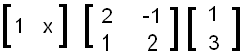 [1 x] [2 -1] [1]
[1 2] [3]